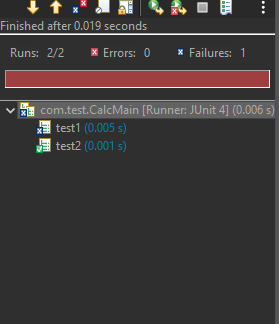 Finished after 0.019 seconds
Runs: 2/2 Errors: 0 Failures: 1
com.test.CalcMain [Runner: JUnit 4] (0.006 s)
test1 (0.005 s)
test2 (0.001 s)